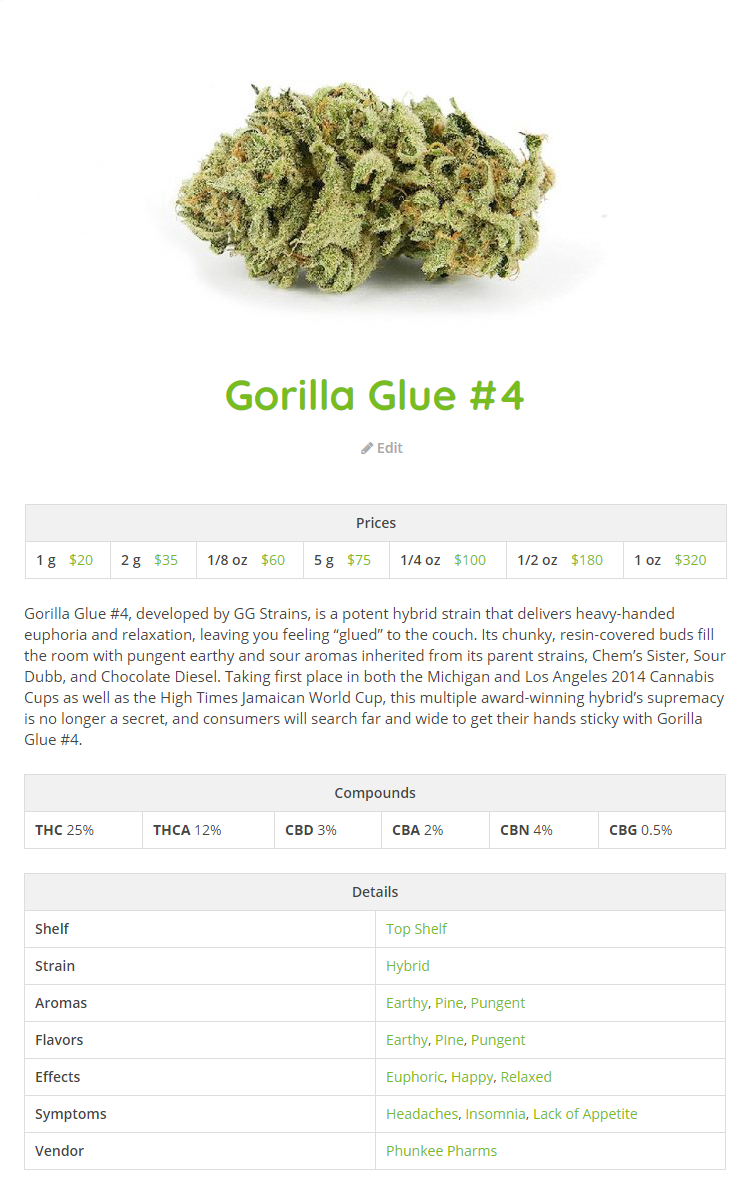 Gorilla Glue #4
Edit
Prices
1 g $20 2 g $35 1/8 oz $60 5 g $75 1/4 oz $100 1/2 oz $180 1 oz $320
Gorilla Glue #4, developed by GG Strains, is a potent hybrid strain that delivers heavy-handed
euphoria and relaxation, leaving you feeling “glued” to the couch. Its chunky, resin-covered buds fill
the room with pungent earthy and sour aromas inherited from its parent strains, Chem’s Sister, Sour
Dubb, and Chocolate Diesel. Taking first place in both the Michigan and Los Angeles 2014 Cannabis
Cups as well as the High Times Jamaican World Cup, this multiple award-winning hybrid’s supremacy
is no longer a secret, and consumers will search far and wide to get their hands sticky with Gorilla
Glue #4.
Compounds
THC 25% THCA 12% CBD 3% CBA 2% CBN 4% CBG 0.5%
Details
Shelf Top Shelf
Strain Hybrid
Aromas Earthy, Pine, Pungent
Flavors Earthy, PIne, Pungent
Effects Euphoric, Happy, Relaxed
Symptoms Headaches, Insomnia, Lack of Appetite
Vendor Phunkee Pharms